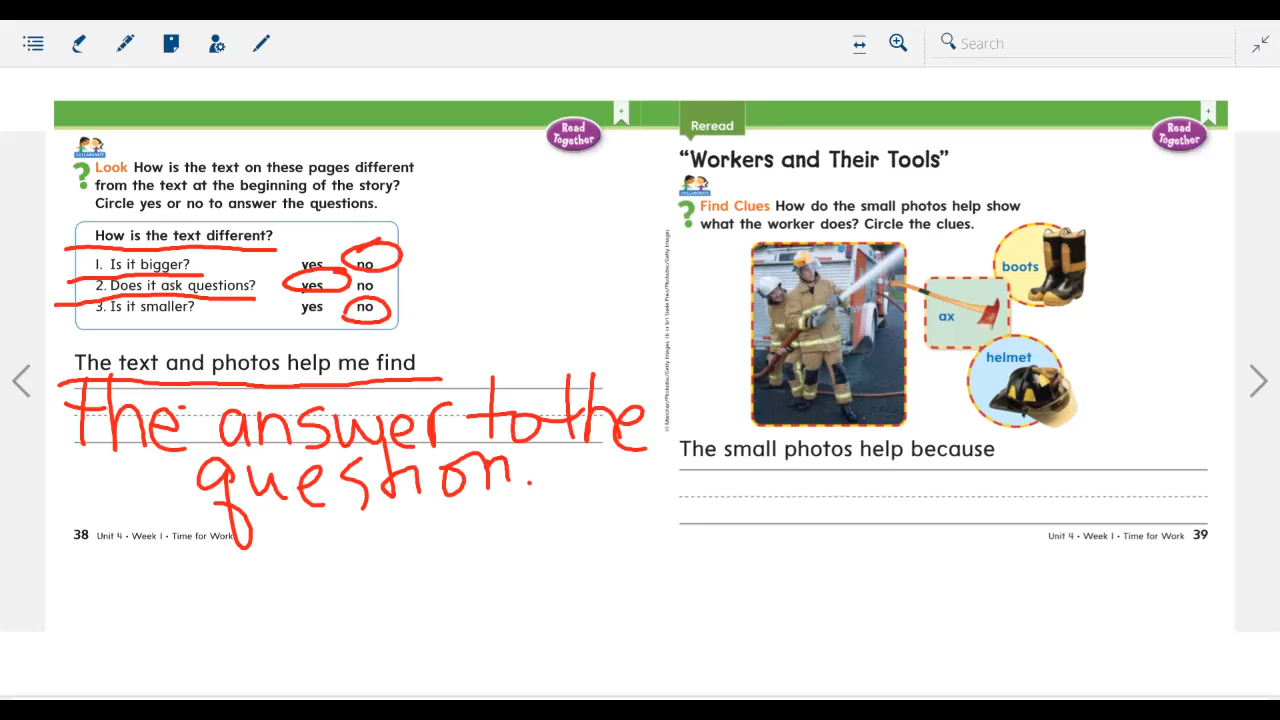 Search
Read
Together
COLLABORATE
? Look How is the text on these pages different
from the text at the beginning of the story?
Circle yes or no to answer the questions.
How is the text different?
1. Is it bigger? yes no
2. Does it ask questions? yes no
3. Is it smaller? yes no
The text and photos help me find
the answer to the
question.
38 Unit 4 • Week 1 • Time for Work
Reread
Read
Together
"Workers and Their Tools"
COLLABORATE
? Find Clues How do the small photos help show
what the worker does? Circle the clues.
boots
ax
helmet
The small photos help because
Unit 4 • Week 1 • Time for Work 39